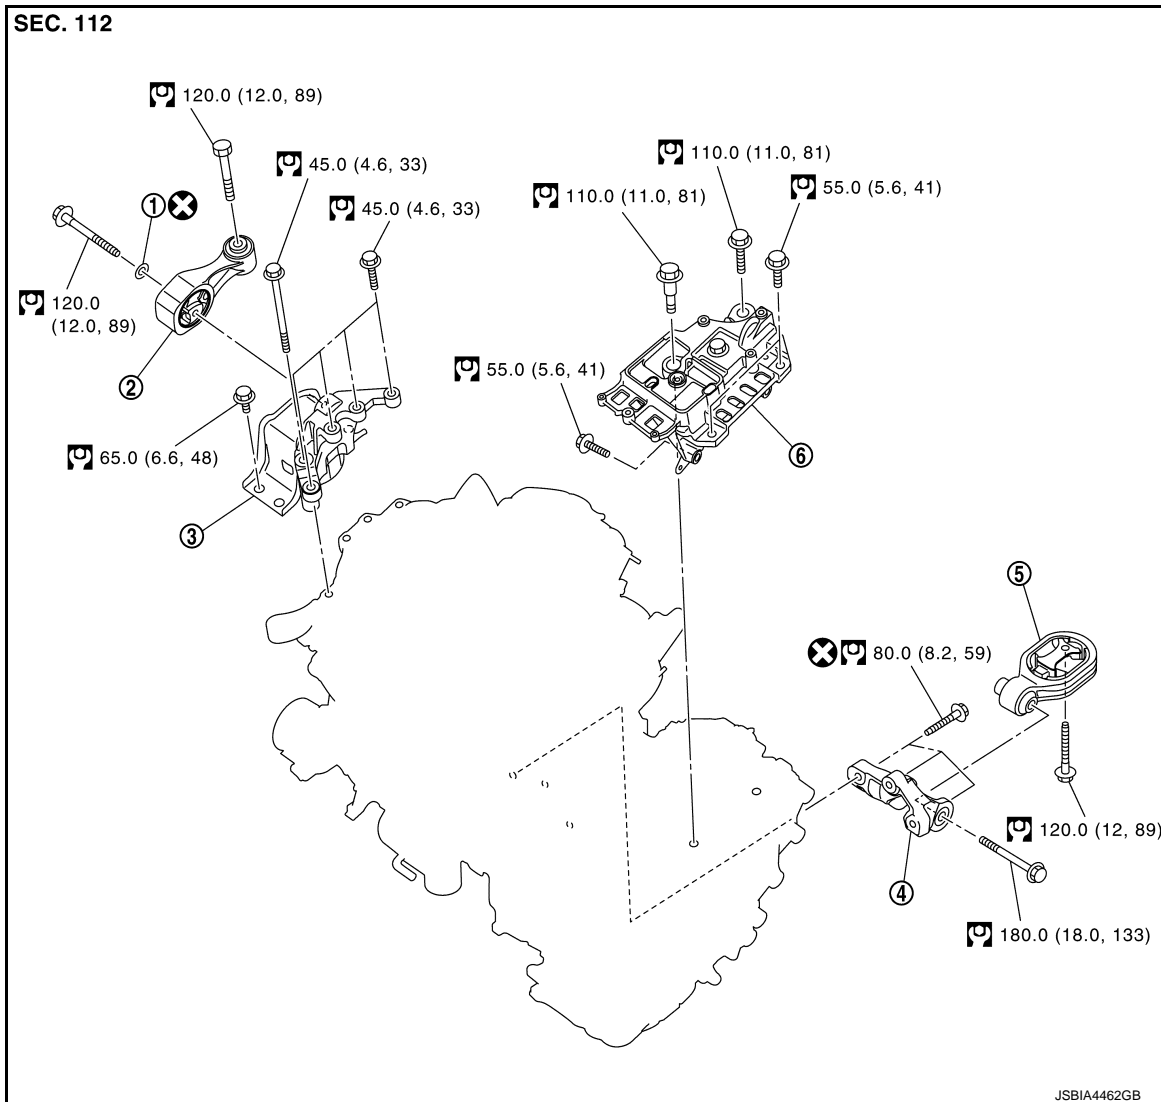 SEC. 112
120.0 (12.0, 89)
45.0 (4.6, 33)
110.0 (11.0, 81)
110.0 (11.0, 81)
55.0 (5.6, 41)
1
45.0 (4.6, 33)
120.0
(12.0, 89)
2
55.0 (5.6, 41)
65.0 (6.6, 48)
6
3
5
80.0 (8.2, 59)
120.0 (12, 89)
4
180.0 (18.0, 133)
JSBIA4462GB